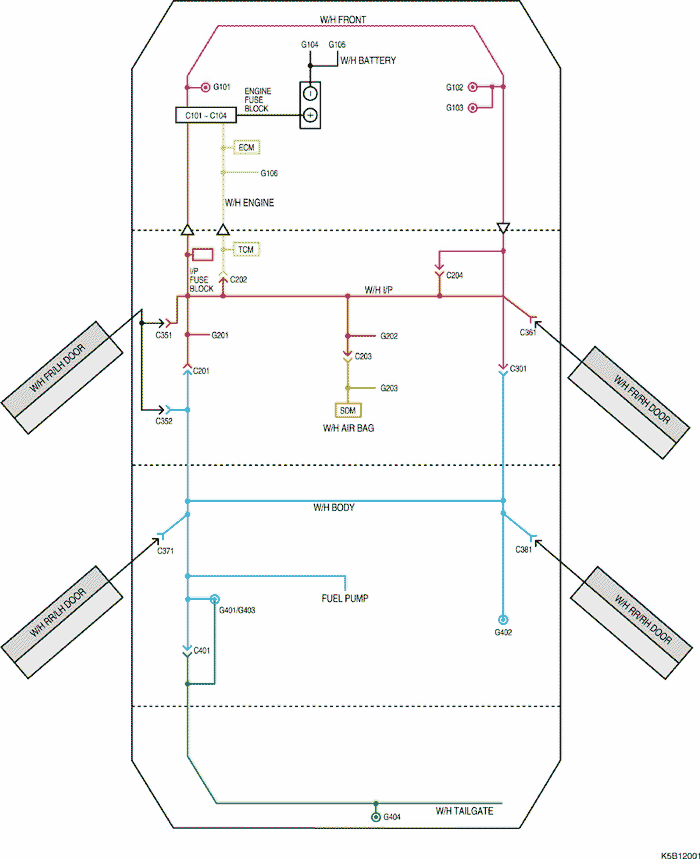 W/H FRONT
G104
G105
W/H BATTERY
G101
ENGINE
FUSE
BLOCK
G102
G103
C101 ~ C104
ECM
G106
W/H ENGINE
TCM
I/P
FUSE
BLOCK
C202
C204
W/H I/P
C351
G201
G202
C361
W/H FR/LH DOOR
C203
C201
C301
G203
W/H FR/RH DOOR
SDM
C352
W/H AIR BAG
W/H BODY
C371
C381
FUEL PUMP
W/H RR/LH DOOR
G401/G403
W/H RR/RH DOOR
G402
C401
W/H TAILGATE
G404
K5B12001